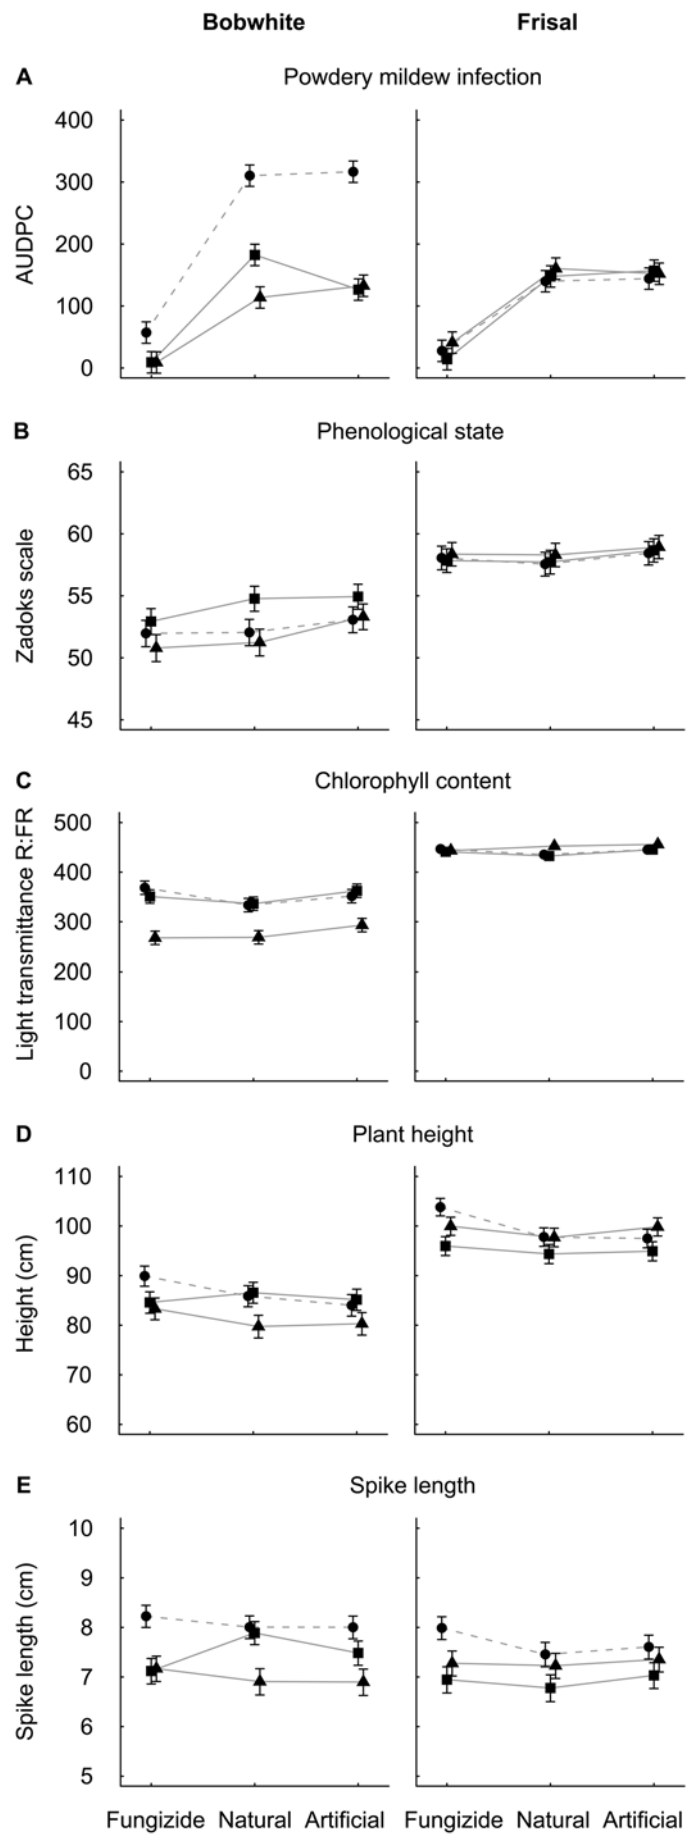 Bobwhite Frisal
A Powdery mildew infection
AUDPC
400
300
200
100
0
B Phenological state
Zadoks scale
65
60
55
50
45
C Chlorophyll content
Light transmittance R:FR
500
400
300
200
100
0
D Plant height
Height (cm)
110
100
90
80
70
60
E Spike length
Spike length (cm)
10
9
8
7
6
5
Fungizide Natural Artificial Fungizide Natural Artificial